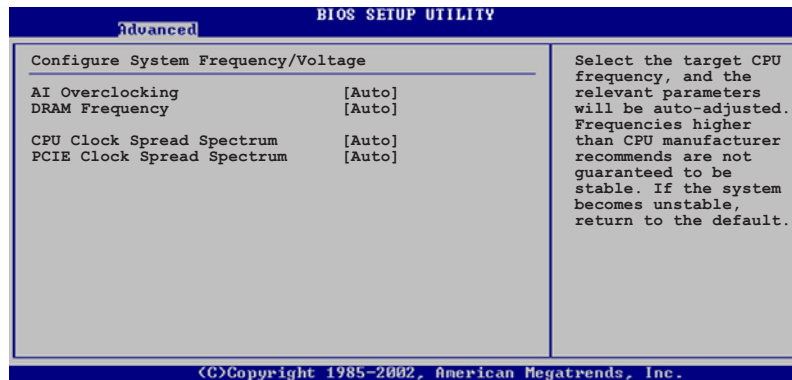 BIOS SETUP UTILITY
Advanced
Configure System Frequency/Voltage
AI Overclocking [Auto]
DRAM Frequency [Auto]
CPU Clock Spread Spectrum [Auto]
PCIE Clock Spread Spectrum [Auto]
Select the target CPU
frequency, and the
relevant parameters
will be auto-adjusted.
Frequencies higher
than CPU manufacturer
recommends are not
guaranteed to be
stable. If the system
becomes unstable,
return to the default.
(C)Copyright 1985-2002, American Megatrends, Inc.